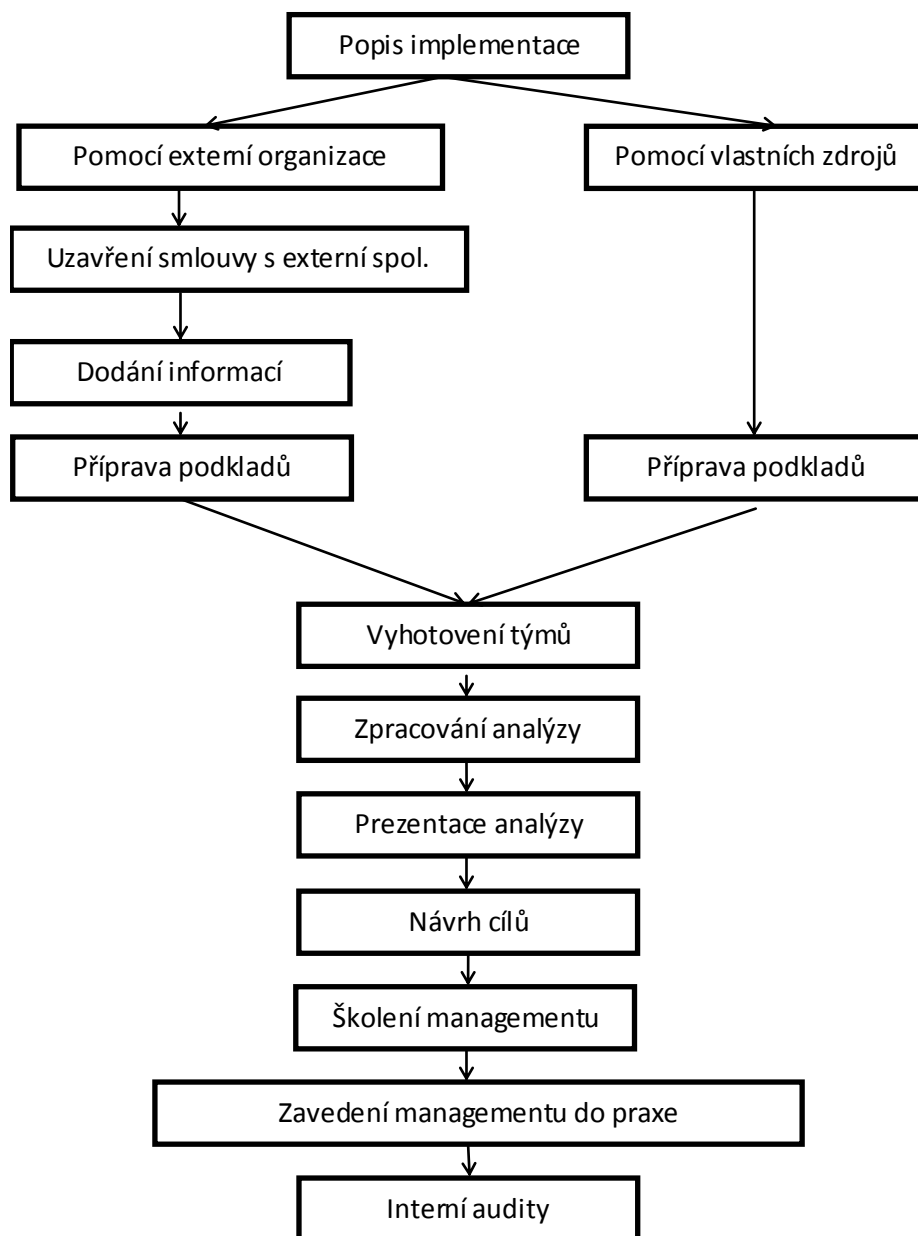 Popis implementace
Pomocí externí organizace
Pomocí vlastních zdrojů
Uzavření smlouvy s externí spol.
Dodání informací
Příprava podkladů
Příprava podkladů
Vyhotovení týmů
Zpracování analýzy
Prezentace analýzy
Návrh cílů
Školení managementu
Zavedení managementu do praxe
Interní audity